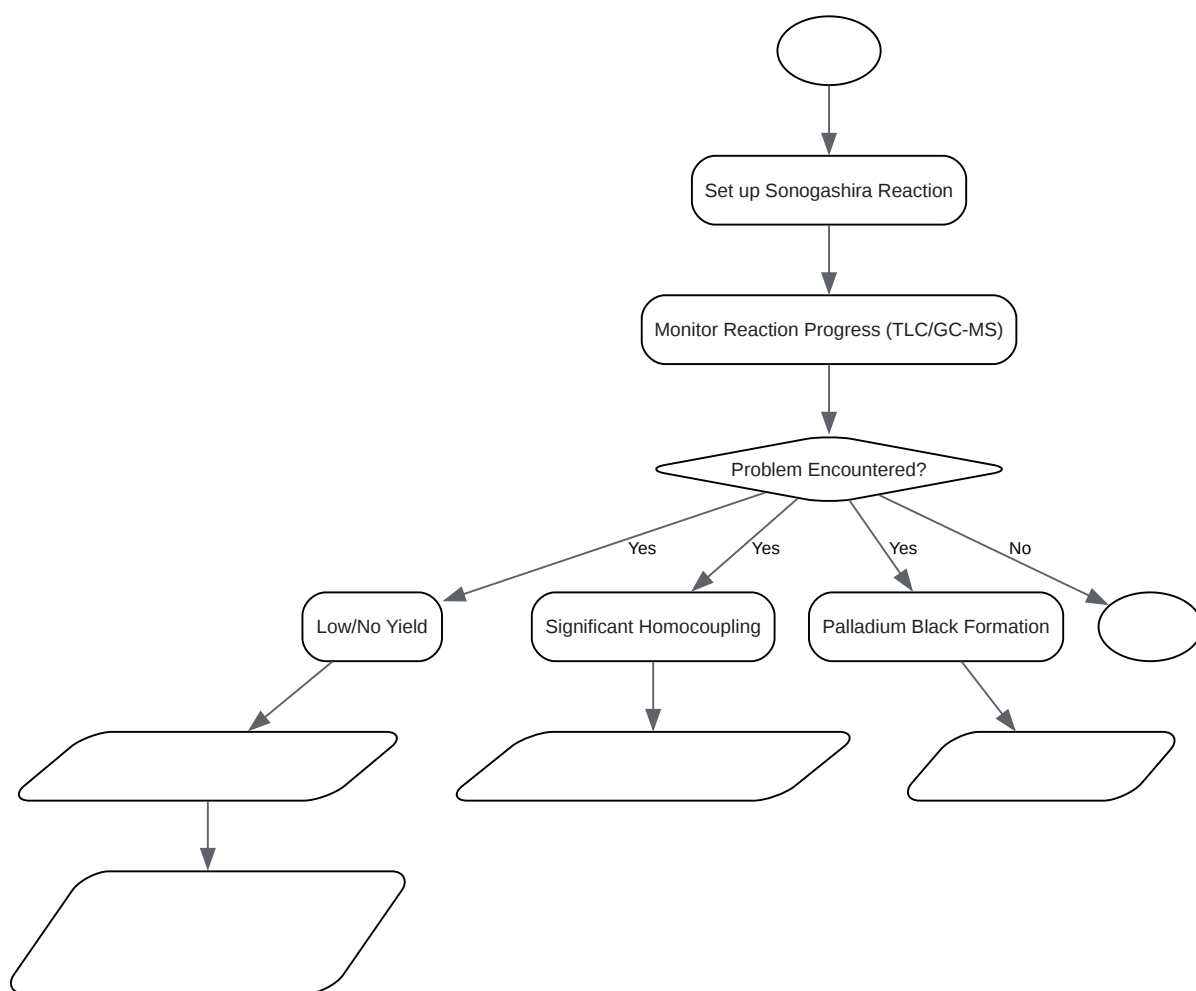 Set up Sonogashira Reaction
Monitor Reaction Progress (TLC/GC-MS)
Problem Encountered?
Yes
Yes
Yes
No
Low/No Yield
Significant Homocoupling
Palladium Black Formation